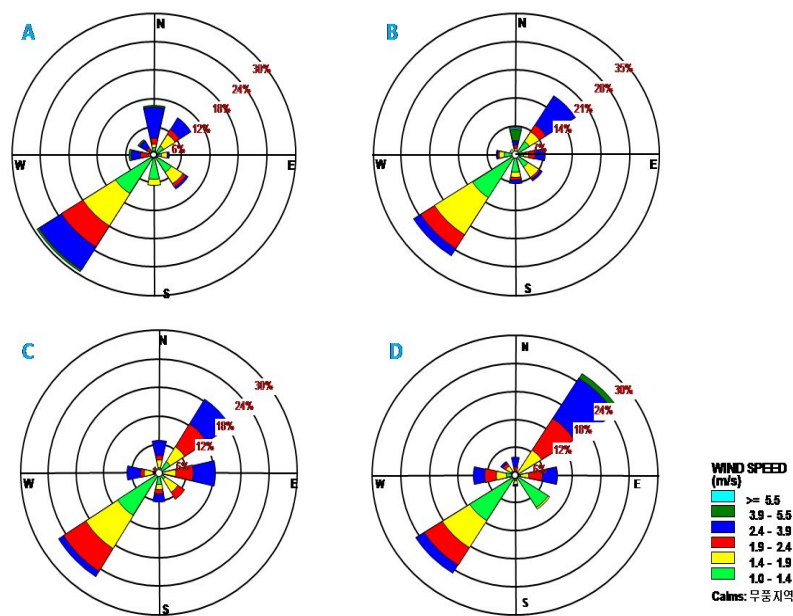 A
N
30%
24%
18%
12%
6%
W
E
S
B
N
35%
28%
21%
14%
W
E
S
C
N
30%
24%
18%
12%
6%
W
E
S
D
N
30%
24%
18%
12%
6%
W
E
S
WIND SPEED
(m/s)
>= 5.5
3.9 - 5.5
2.4 - 3.9
1.9 - 2.4
1.4 - 1.9
1.0 - 1.4
Calms: 무풍지역